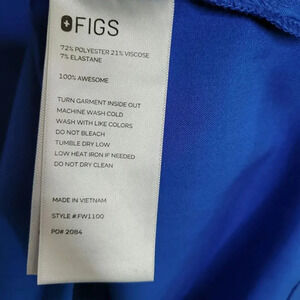 FIGS
72% POLYESTER 21% VISCOSE
7% ELASTANE
100% AWESOME
TURN GARMENT INSIDE OUT
MACHINE WASH COLD
WASH WITH LIKE COLORS
DO NOT BLEACH
TUMBLE DRY LOW
LOW HEAT IRON IF NEEDED
DO NOT DRY CLEAN
MADE IN VIETNAM
STYLE #:FW1100
PO# 2084